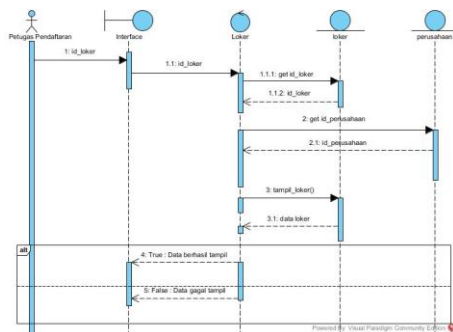 Petugas Pendaftaran
Interface
Loker
loker
perusahaan
1: id_loker
1.1: id_loker
1.1.1: get id_loker
1.1.2: id_loker
2: get id_perusahaan
2.1: id_perusahaan
3: tampil_loker()
3.1: data loker
alt
4: True : Data berhasil tampil
5: False : Data gagal tampil
Powered By Visual Paradigm Community Edition